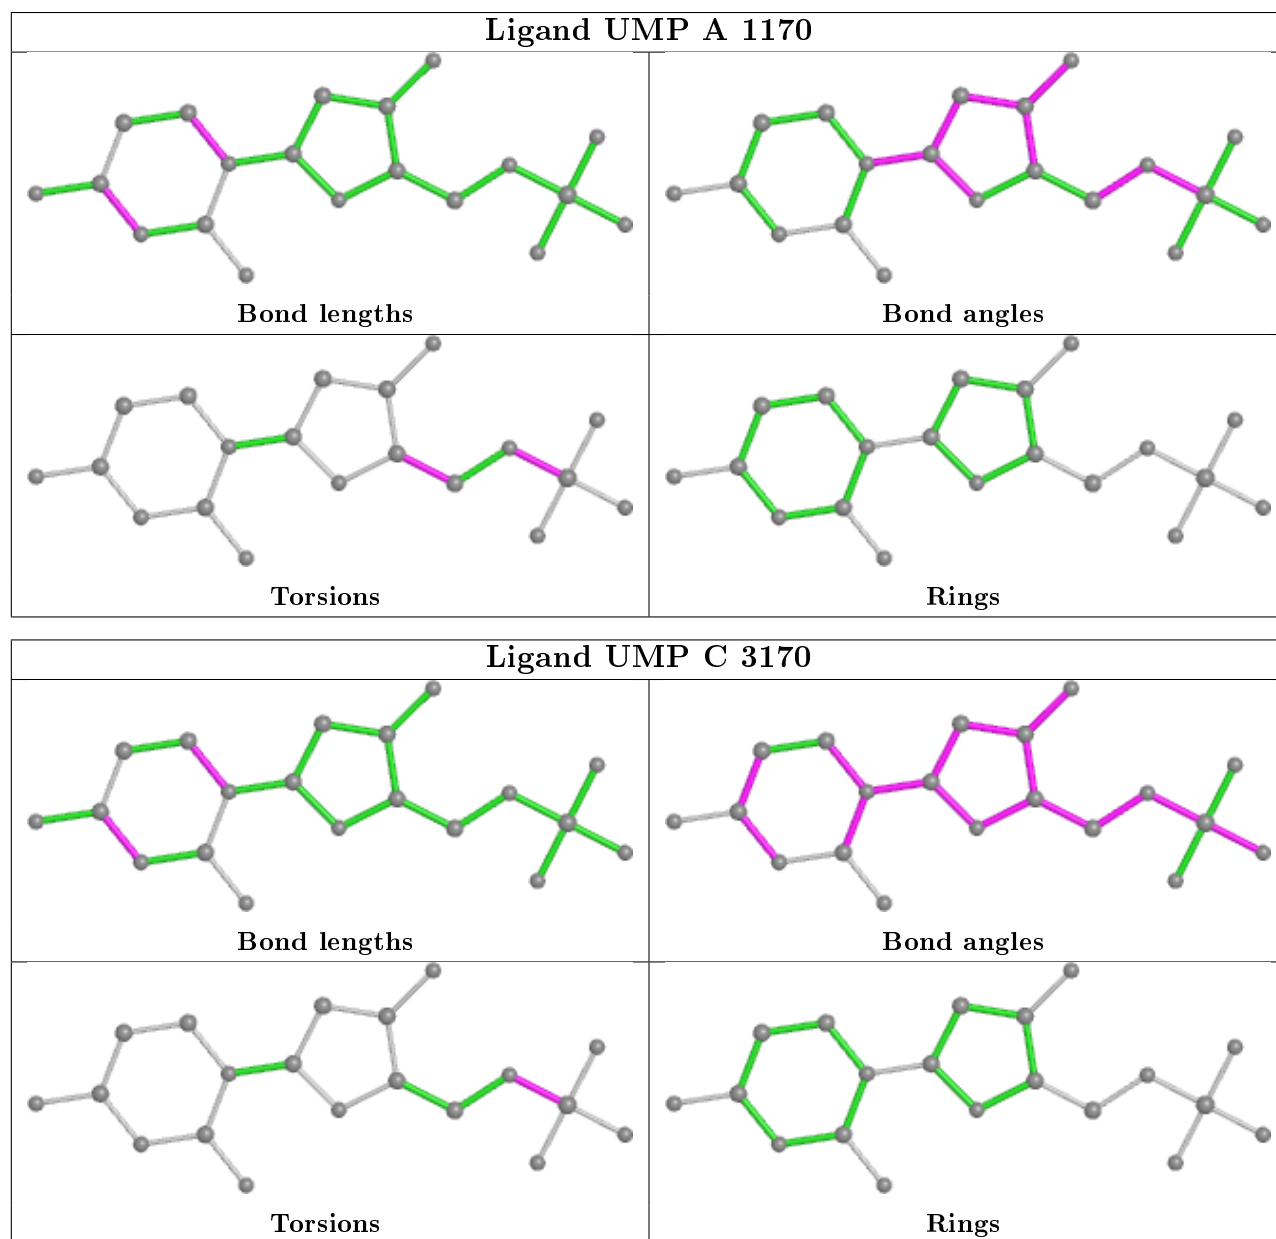 Ligand UMP A 1170
Bond lengths
Bond angles
Torsions
Rings
Ligand UMP C 3170
Bond lengths
Bond angles
Torsions
Rings